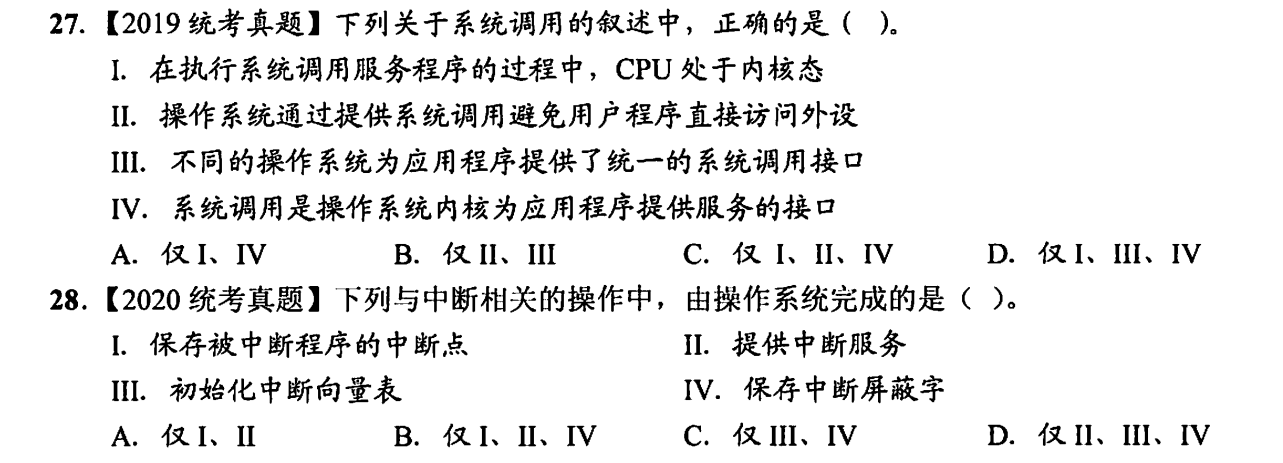 27. 【2019 统考真题】下列关于系统调用的叙述中，正确的是（ ）。
I. 在执行系统调用服务程序的过程中，CPU 处于内核态
II. 操作系统通过提供系统调用避免用户程序直接访问外设
III. 不同的操作系统为应用程序提供了统一的系统调用接口
IV. 系统调用是操作系统内核为应用程序提供服务的接口
A. 仅 I、IV B. 仅 II、III C. 仅 I、II、IV D. 仅 I、III、IV
28. 【2020 统考真题】下列与中断相关的操作中，由操作系统完成的是（ ）。
I. 保存被中断程序的中断点 II. 提供中断服务
III. 初始化中断向量表 IV. 保存中断屏蔽字
A. 仅 I、II B. 仅 I、II、IV C. 仅 III、IV D. 仅 II、III、IV